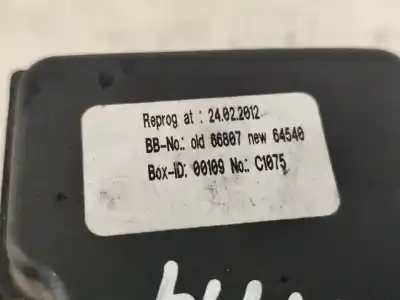 Reprog at : 24.02.2012.
BB-No.: old 66807 new 64540
Box-ID: 00109 No.: C1075